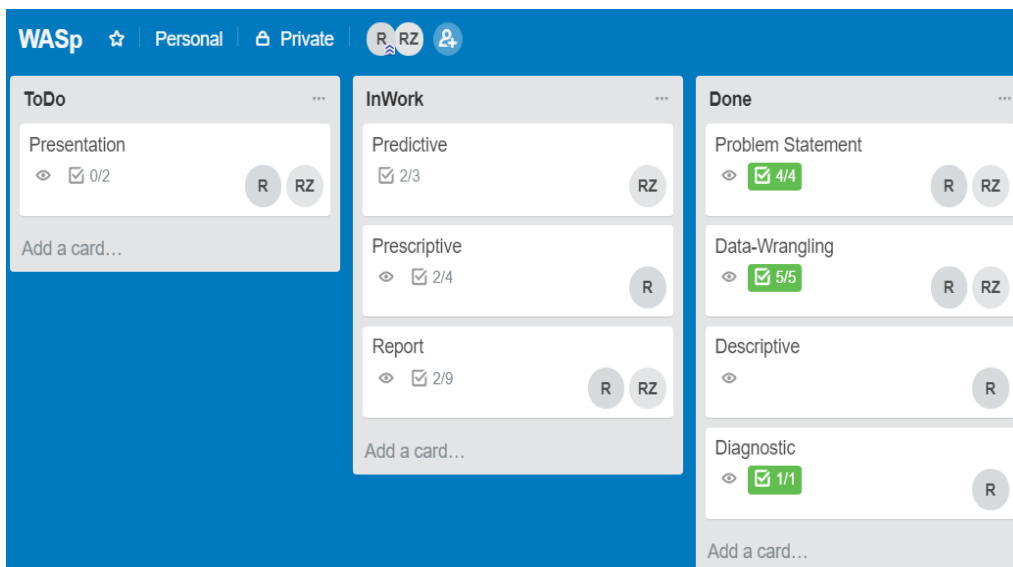 WASp Personal Private R RZ
ToDo
Presentation
0/2
R RZ
Add a card…
InWork
Predictive
2/3
RZ
Prescriptive
2/4
R
Report
2/9
R RZ
Add a card…
Done
Problem Statement
4/4
R RZ
Data-Wrangling
5/5
R RZ
Descriptive
R
Diagnostic
1/1
R
Add a card…